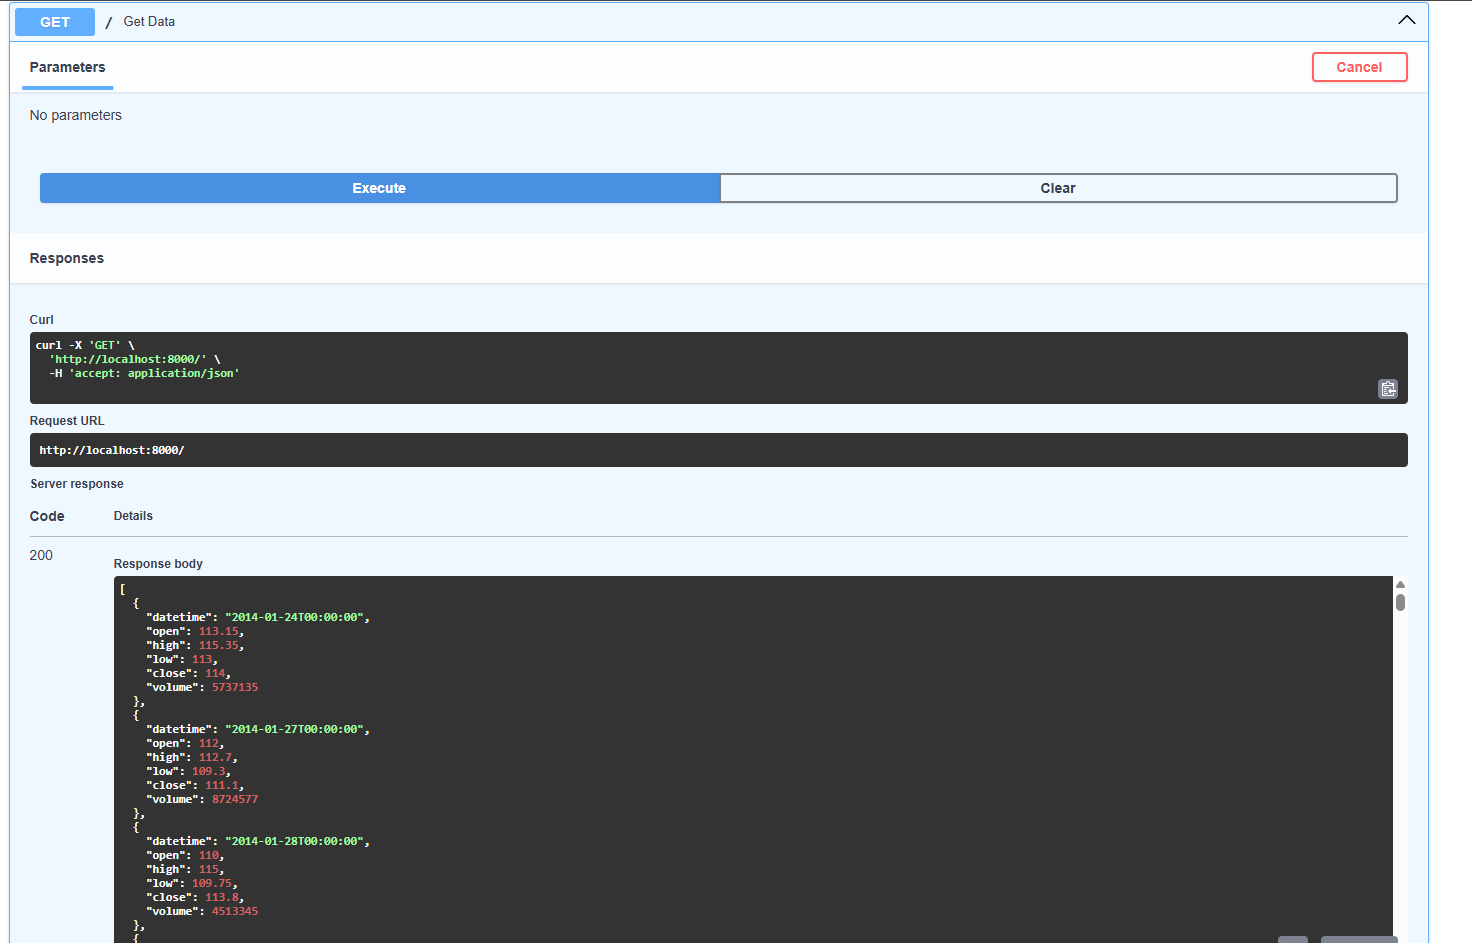 GET / Get Data
Parameters
Cancel
No parameters
Execute
Clear
Responses
Curl
curl -X 'GET' \
  'http://localhost:8000/' \
  -H 'accept: application/json'
Request URL
http://localhost:8000/
Server response
Code Details
200
Response body
[
  {
    "datetime": "2014-01-24T00:00:00",
    "open": 113.15,
    "high": 115.35,
    "low": 113,
    "close": 114,
    "volume": 5737135
  },
  {
    "datetime": "2014-01-27T00:00:00",
    "open": 112,
    "high": 112.7,
    "low": 109.3,
    "close": 111.1,
    "volume": 8724577
  },
  {
    "datetime": "2014-01-28T00:00:00",
    "open": 110,
    "high": 115,
    "low": 109.75,
    "close": 113.8,
    "volume": 4513345
  },
  {